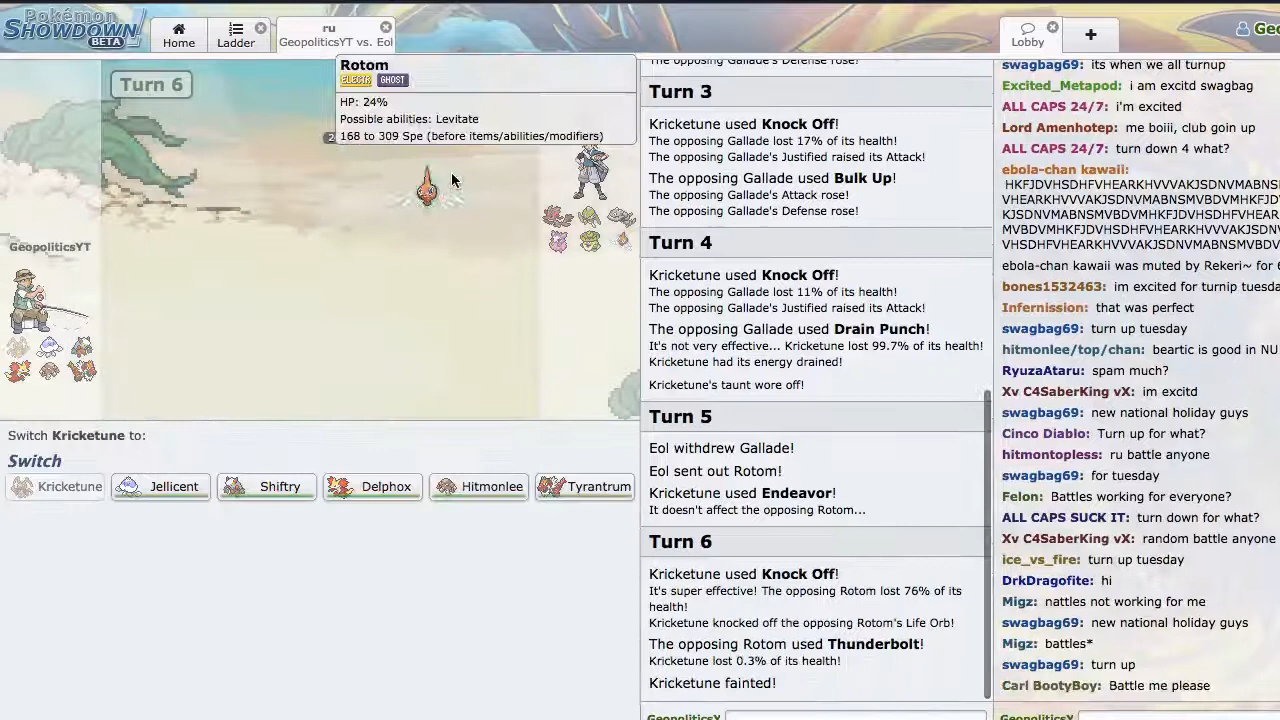 Pokémon
SHOWDOWN
BETA
Home
Ladder
ru
GeopoliticsYT vs. Eol
Lobby
+
Turn 6
Rotom
ELECTR GHOST
HP: 24%
Possible abilities: Levitate
168 to 309 Spe (before items/abilities/modifiers)
GeopoliticsYT
Switch Kricketune to:
Switch
Kricketune
Jellicent
Shiftry
Delphox
Hitmonlee
Tyrantrum
The opposing Gallade's Defense rose!
Turn 3
Kricketune used Knock Off!
The opposing Gallade lost 17% of its health!
The opposing Gallade's Justified raised its Attack!
The opposing Gallade used Bulk Up!
The opposing Gallade's Attack rose!
The opposing Gallade's Defense rose!
Turn 4
Kricketune used Knock Off!
The opposing Gallade lost 11% of its health!
The opposing Gallade's Justified raised its Attack!
The opposing Gallade used Drain Punch!
It's not very effective... Kricketune lost 99.7% of its health!
Kricketune had its energy drained!
Kricketune's taunt wore off!
Turn 5
Eol withdrew Gallade!
Eol sent out Rotom!
Kricketune used Endeavor!
It doesn't affect the opposing Rotom...
Turn 6
Kricketune used Knock Off!
It's super effective! The opposing Rotom lost 76% of its
health!
Kricketune knocked off the opposing Rotom's Life Orb!
The opposing Rotom used Thunderbolt!
Kricketune lost 0.3% of its health!
Kricketune fainted!
swagbag69: its when we all turnup
Excited_Metapod: i am excitd swagbag
ALL CAPS 24/7: i'm excited
Lord Amenhotep: me boiii, club goin up
ALL CAPS 24/7: turn down 4 what?
ebola-chan kawaii:
ebola-chan kawaii was muted by Rekeri~ for
bones1532463: im excited for turnip tuesda
Infernission: that was perfect
swagbag69: turn up tuesday
hitmonlee/top/chan: beartic is good in NU
RyuzaAtaru: spam much?
Xv C4SaberKing vX: im excitd
swagbag69: new national holiday guys
Cinco Diablo: Turn up for what?
hitmontopless: ru battle anyone
swagbag69: for tuesday
Felon: Battles working for everyone?
ALL CAPS SUCK IT: turn down for what?
Xv C4SaberKing vX: random battle anyone
ice_vs_fire: turn up tuesday
DrkDragofite: hi
Migz: nattles not working for me
swagbag69: new national holiday guys
Migz: battles*
swagbag69: turn up
Carl BootyBoy: Battle me please